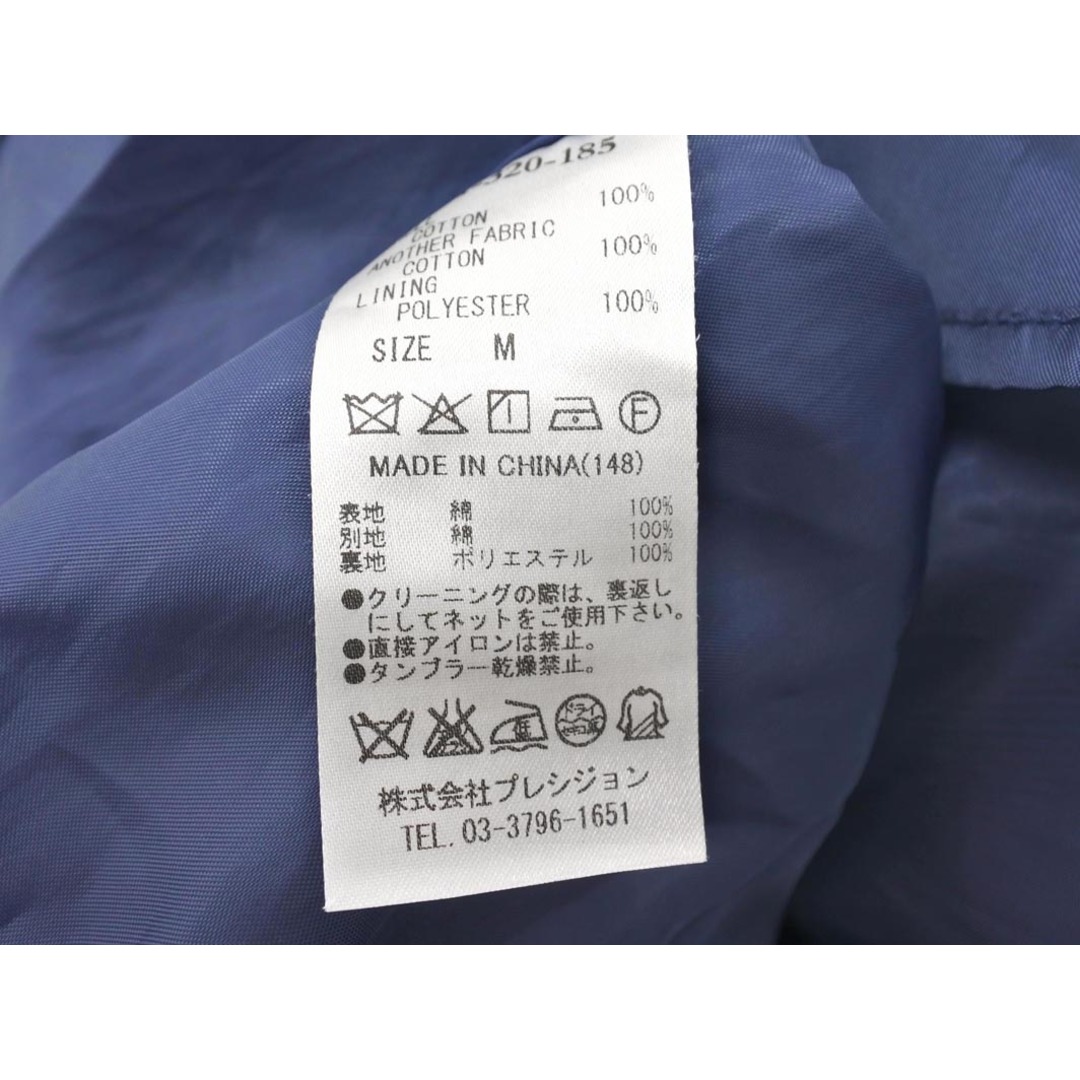 320-185
COTTON 100%
ANOTHER FABRIC
COTTON 100%
LINING
POLYESTER 100%
SIZE M
F
MADE IN CHINA(148)
表地 綿 100%
別地 綿 100%
裏地 ポリエステル 100%
●クリーニングの際は、裏返し
にしてネットをご使用下さい。
●直接アイロンは禁止。
●タンブラー乾燥禁止。
低 ドライ
株式会社プレシジョン
TEL. 03-3796-1651